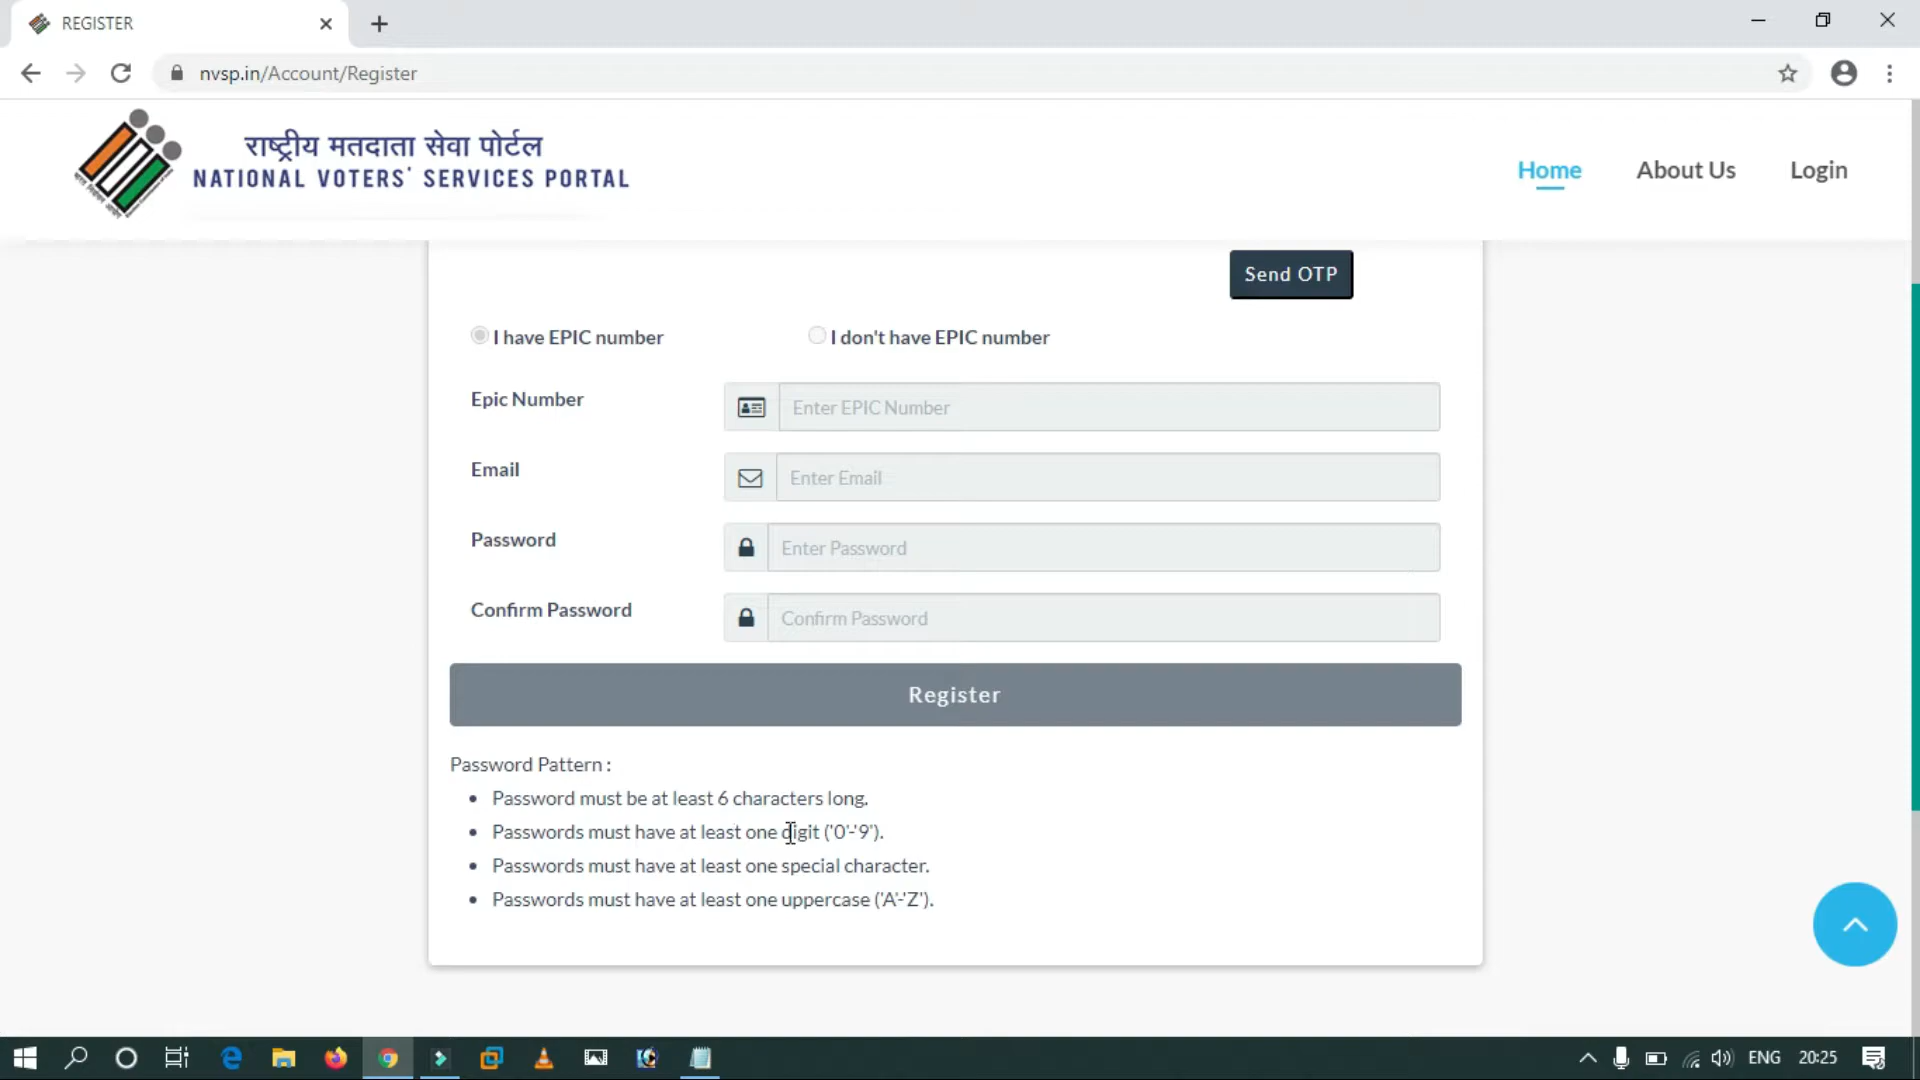 REGISTER
nvsp.in/Account/Register
राष्ट्रीय मतदाता सेवा पोर्टल
NATIONAL VOTERS' SERVICES PORTAL
Home
About Us
Login
Send OTP
I have EPIC number
I don't have EPIC number
Epic Number
Enter EPIC Number
Email
Enter Email
Password
Enter Password
Confirm Password
Confirm Password
Register
Password Pattern :
• Password must be at least 6 characters long.
• Passwords must have at least one digit ('0'-'9').
• Passwords must have at least one special character.
• Passwords must have at least one uppercase ('A'-'Z').
ENG
20:25